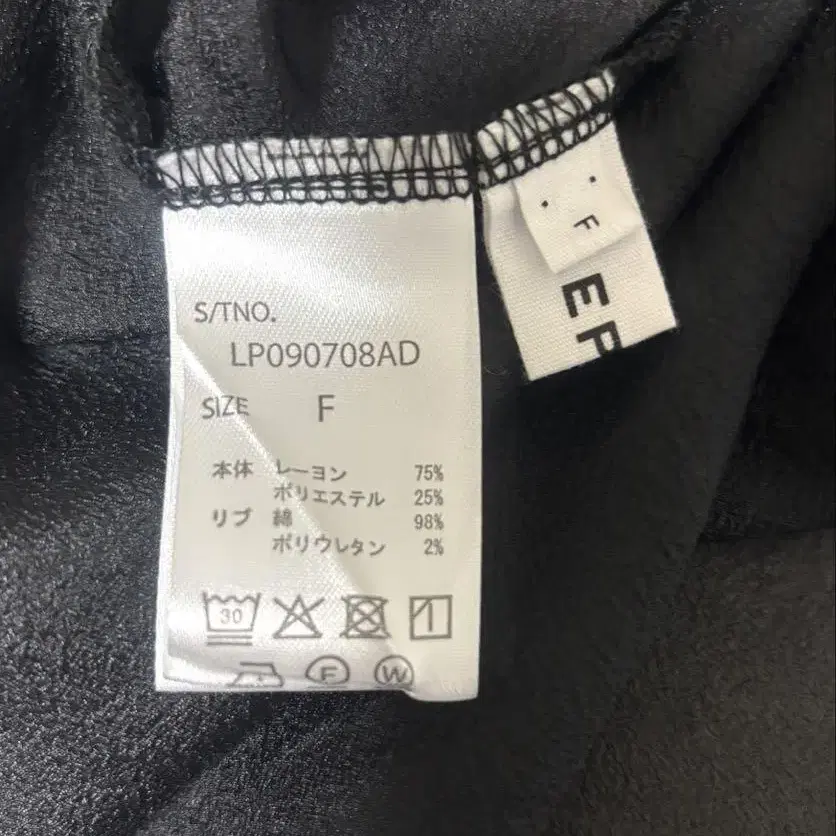 S/TNO.
LP090708AD
SIZE F
本体 レーヨン 75%
ポリエステル 25%
リブ 綿 98%
ポリウレタン 2%
30
F W
F
EP